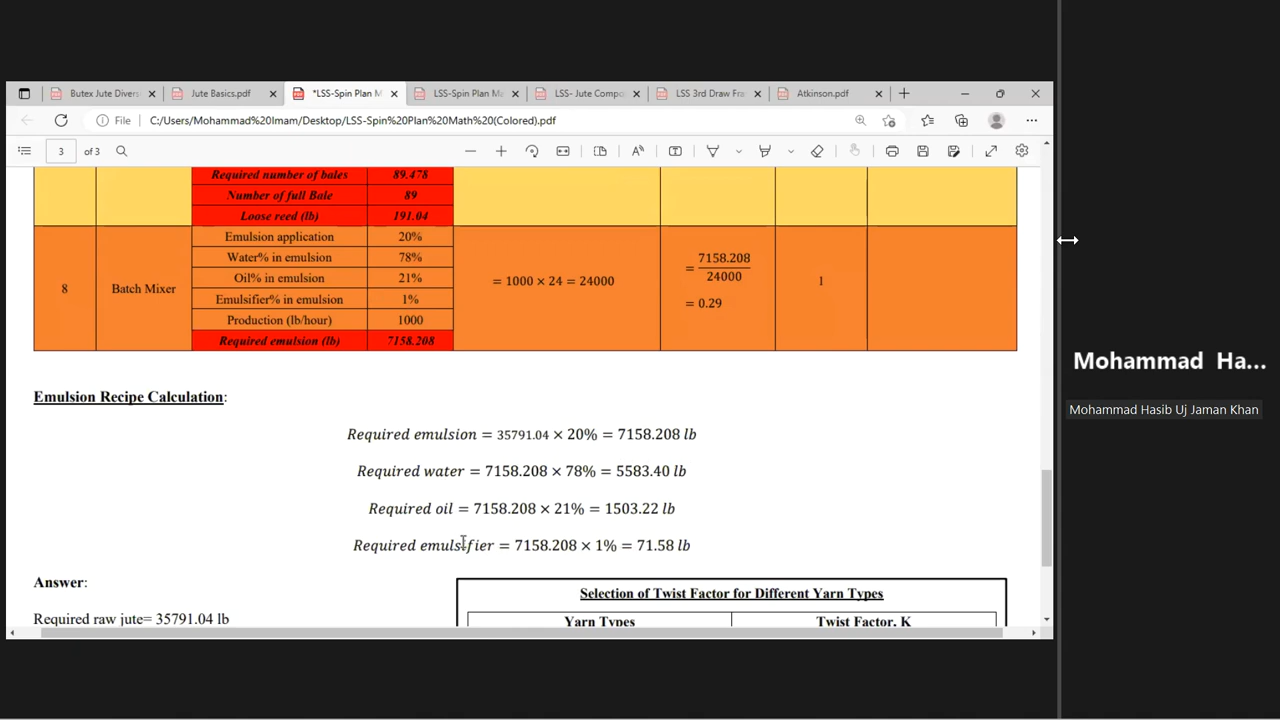 Butex Jute Divers
Jute Basics.pdf
*LSS-Spin Plan M
LSS-Spin Plan Ma
LSS- Jute Compo
LSS 3rd Draw Fra
Atkinson.pdf
File
C:/Users/Mohammad%20Imam/Desktop/LSS-Spin%20Plan%20Math%20(Colored).pdf
3 of 3
Required number of bales 89.478
Number of full Bale 89
Loose reed (lb) 191.04
8 Batch Mixer
Emulsion application 20%
Water% in emulsion 78%
Oil% in emulsion 21%
Emulsifier% in emulsion 1%
Production (lb/hour) 1000
Required emulsion (lb) 7158.208
= 1000 × 24 = 24000
= 7158.208
24000
= 0.29
1
Emulsion Recipe Calculation:
Required emulsion = 35791.04 × 20% = 7158.208 lb
Required water = 7158.208 × 78% = 5583.40 lb
Required oil = 7158.208 × 21% = 1503.22 lb
Required emulsifier = 7158.208 × 1% = 71.58 lb
Answer:
Required raw jute= 35791.04 lb
Selection of Twist Factor for Different Yarn Types
Yarn Types Twist Factor, K
Mohammad Ha...
Mohammad Hasib Uj Jaman Khan